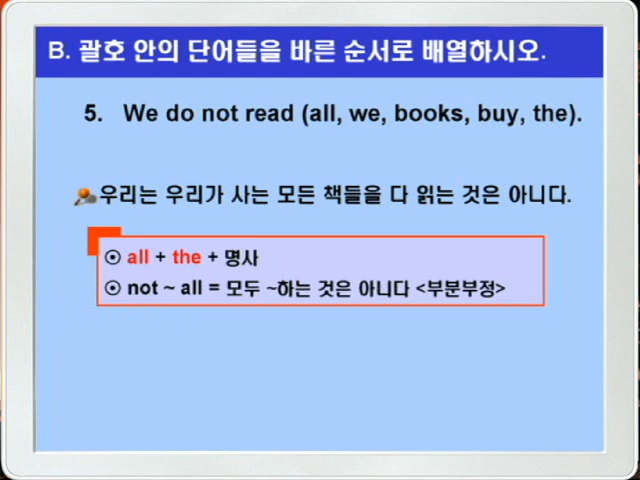 B. 괄호 안의 단어들을 바른 순서로 배열하시오.
5. We do not read (all, we, books, buy, the).
우리는 우리가 사는 모든 책들을 다 읽는 것은 아니다.
⊙ all + the + 명사
⊙ not ~ all = 모두 ~하는 것은 아니다 <부분부정>